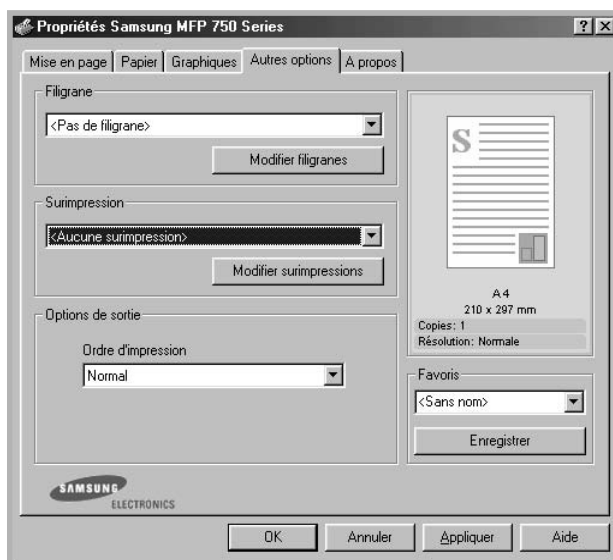 Propriétés Samsung MFP 750 Series
Mise en page Papier Graphiques Autres options A propos
Filigrane
<Pas de filigrane>
Modifier filigranes
Surimpression
<Aucune surimpression>
Modifier surimpressions
Options de sortie
Ordre d'impression
Normal
S
A4
210 x 297 mm
Copies: 1
Résolution: Normale
Favoris
<Sans nom>
Enregistrer
SAMSUNG
ELECTRONICS
OK Annuler Appliquer Aide